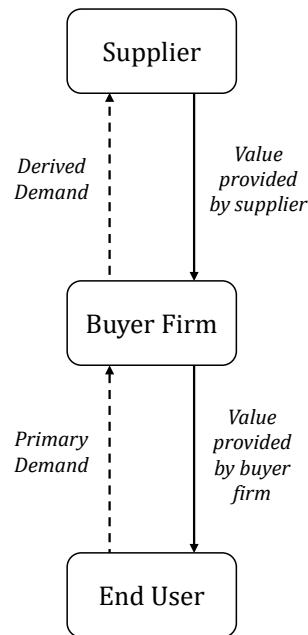 Supplier
Derived
Demand
Value
provided
by supplier
Buyer Firm
Primary
Demand
Value
provided
by buyer
firm
End User